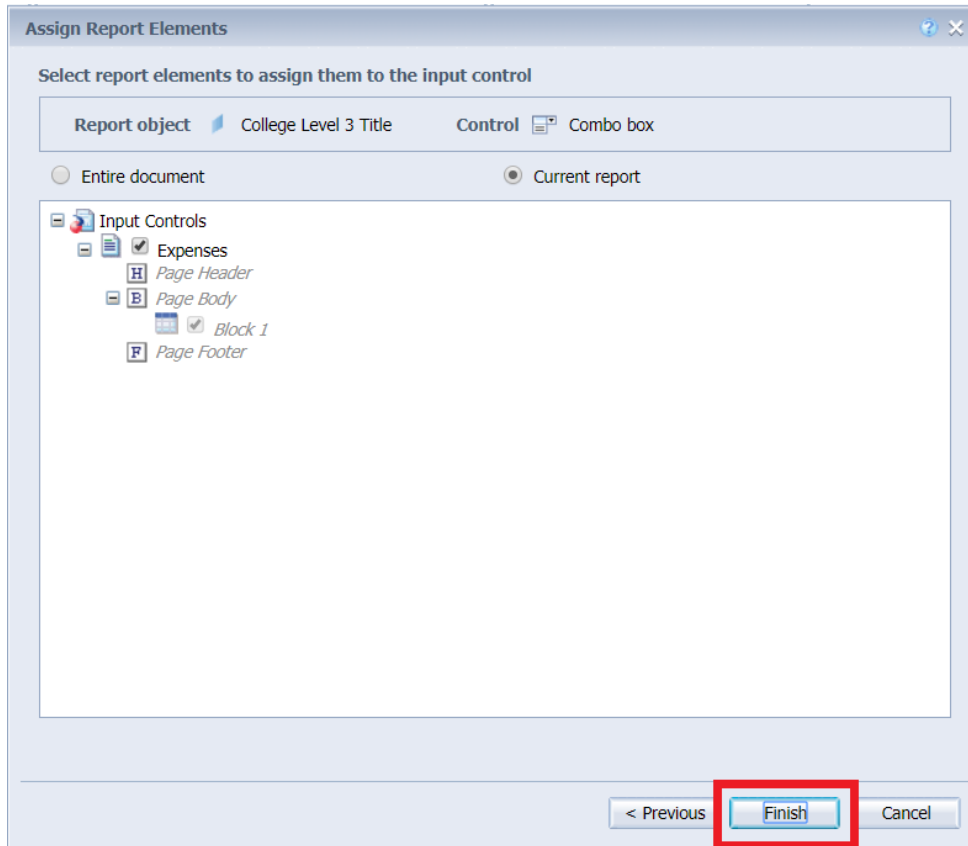 Assign Report Elements
Select report elements to assign them to the input control
Report object College Level 3 Title Control Combo box
Entire document Current report
Input Controls
Expenses
H Page Header
B Page Body
Block 1
F Page Footer
< Previous Finish Cancel